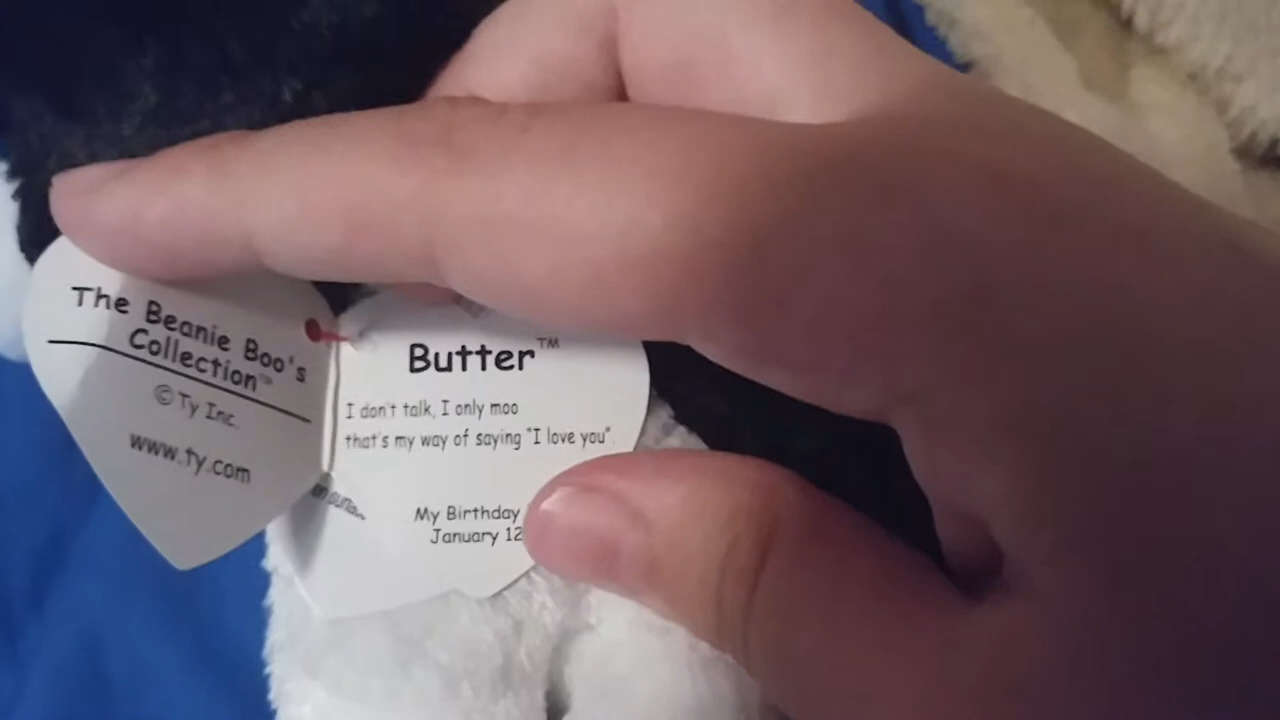 The Beanie Boo's
Collection™
© Ty Inc.
www.ty.com
Butter™
I don't talk, I only moo
that's my way of saying "I love you".
My Birthday
January 12